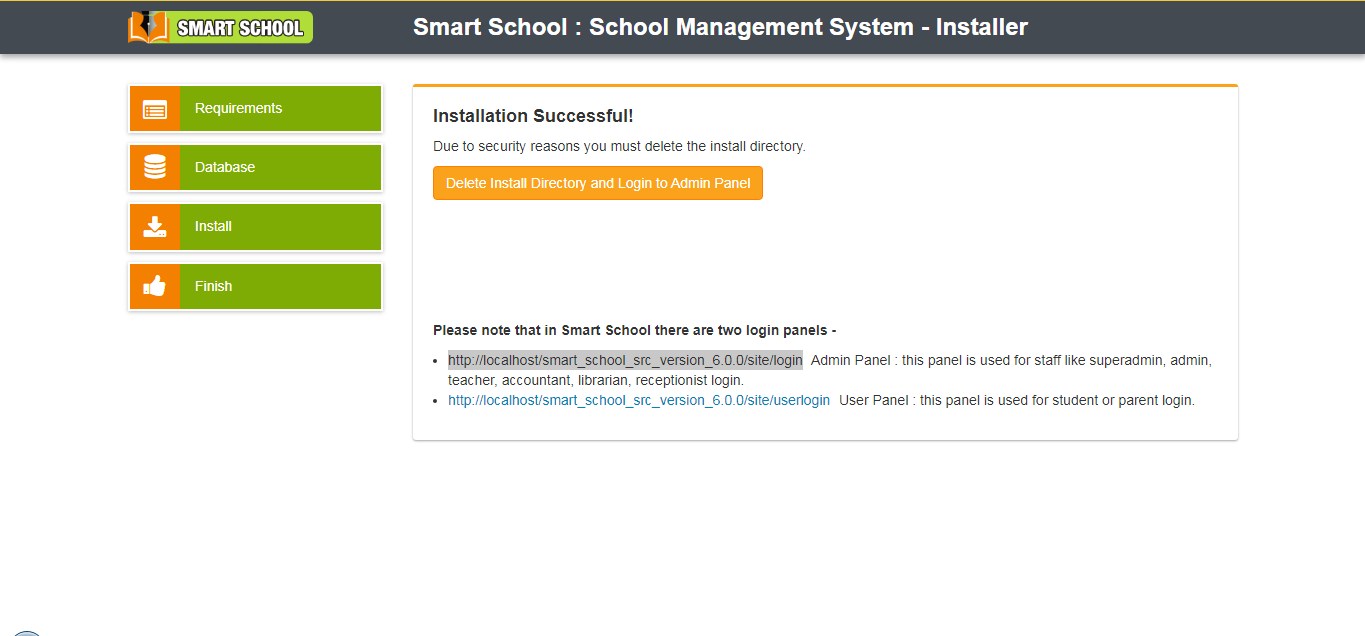 SMART SCHOOL
Smart School : School Management System - Installer
Requirements
Database
Install
Finish
Installation Successful!
Due to security reasons you must delete the install directory.
Delete Install Directory and Login to Admin Panel
Please note that in Smart School there are two login panels -
http://localhost/smart_school_src_version_6.0.0/site/login Admin Panel : this panel is used for staff like superadmin, admin,
teacher, accountant, librarian, receptionist login.
http://localhost/smart_school_src_version_6.0.0/site/userlogin User Panel : this panel is used for student or parent login.